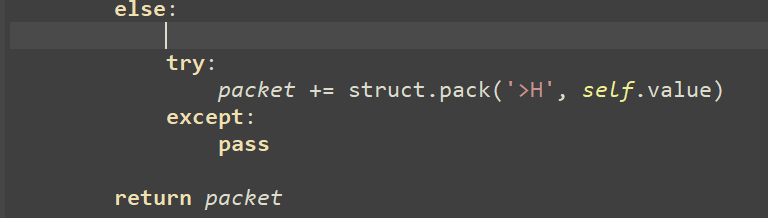 else:
try:
packet += struct.pack('>H', self.value)
except:
pass
return packet